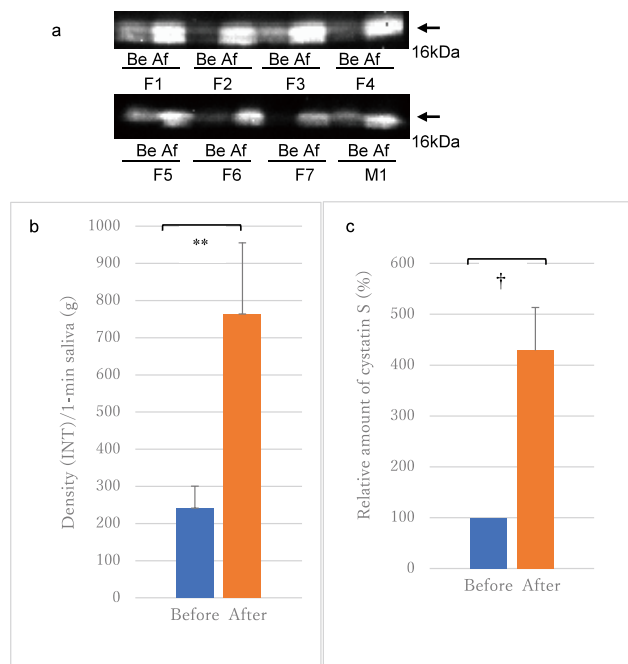 a
16kDa
Be Af Be Af Be Af Be Af
F1 F2 F3 F4
16kDa
Be Af Be Af Be Af Be Af
F5 F6 F7 M1
b
1000
900
800
700
600
500
400
300
200
100
0
Density (INT)/1-min saliva (g)
**
Before After
c
600
500
400
300
200
100
0
Relative amount of cystatin S (%)
†
Before After